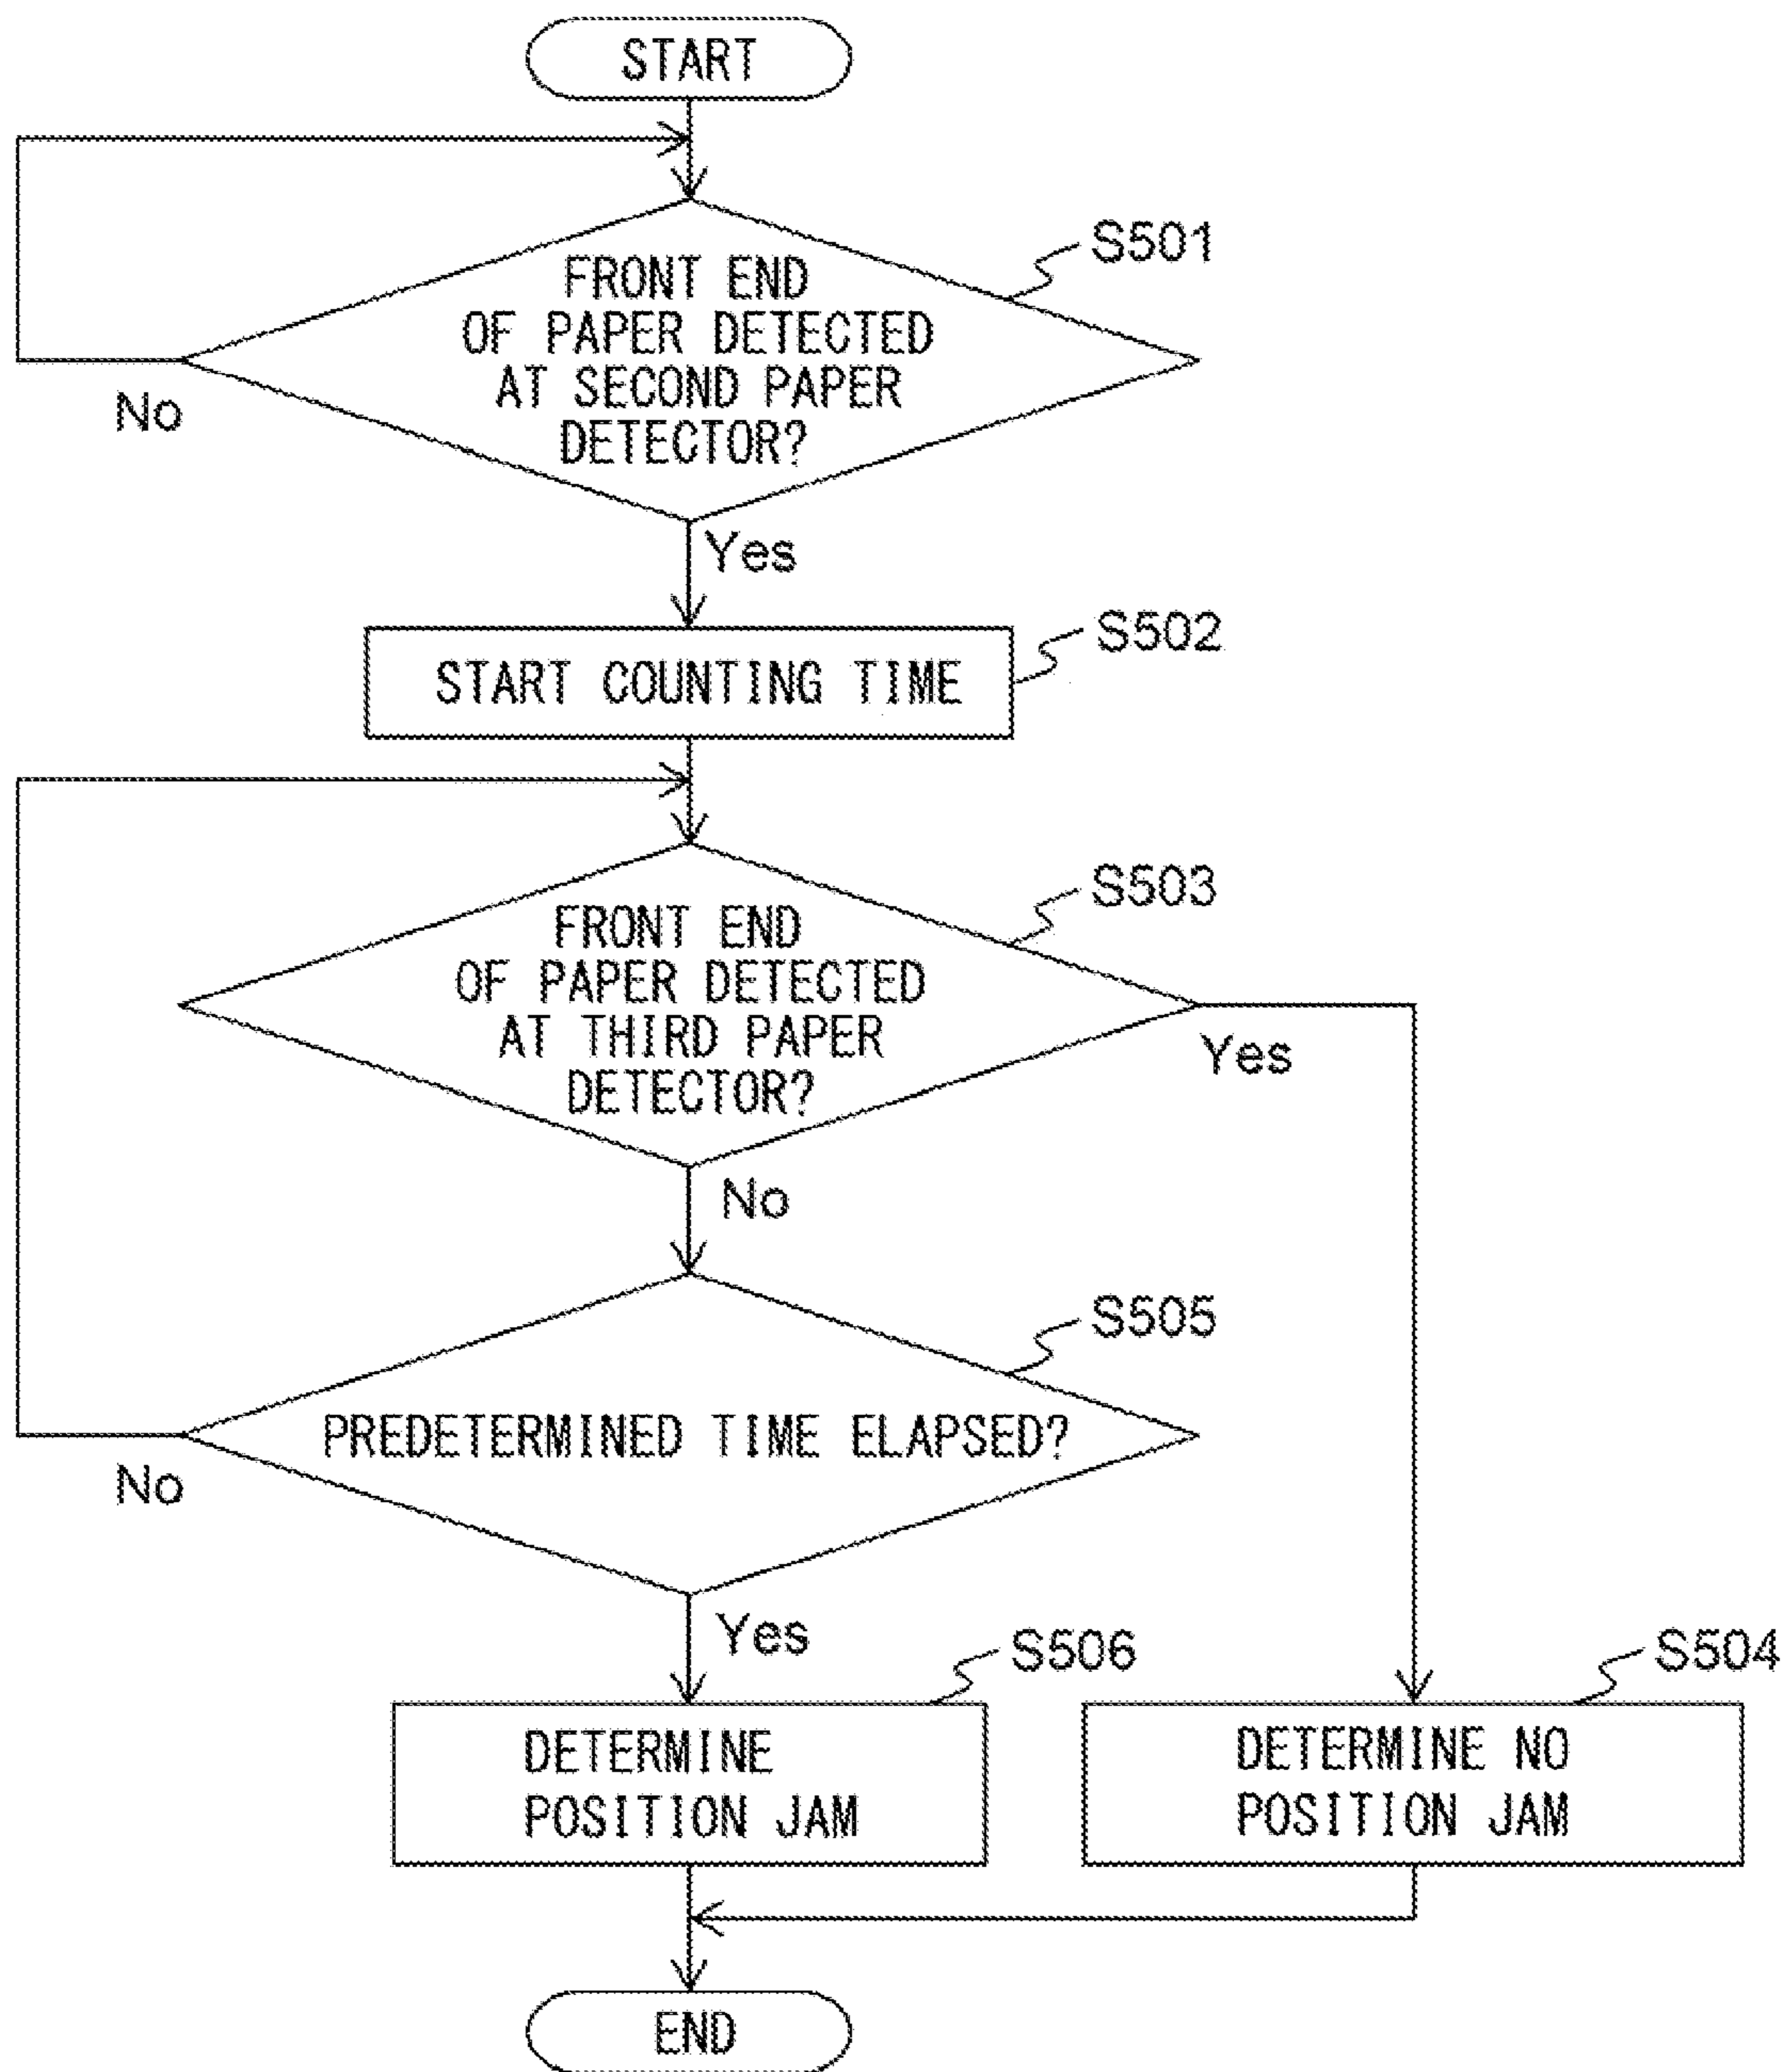 START
S501
FRONT END
OF PAPER DETECTED
AT SECOND PAPER
DETECTOR?
No
Yes
S502
START COUNTING TIME
S503
FRONT END
OF PAPER DETECTED
AT THIRD PAPER
DETECTOR?
Yes
No
S505
PREDETERMINED TIME ELAPSED?
No
Yes
S506
S504
DETERMINE
POSITION JAM
DETERMINE NO
POSITION JAM
END